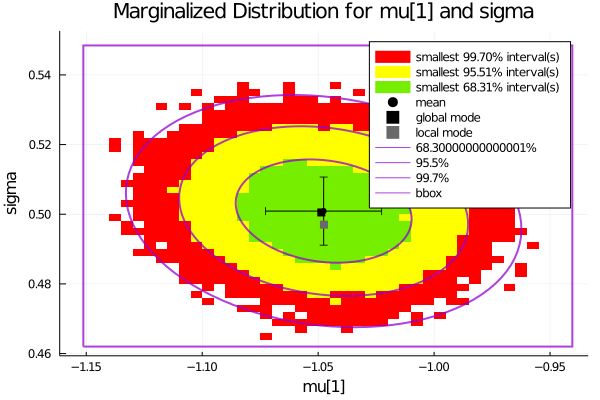 Marginalized Distribution for mu[1] and sigma
smallest 99.70% interval(s)
smallest 95.51% interval(s)
smallest 68.31% interval(s)
mean
global mode
local mode
68.30000000000001%
95.5%
99.7%
bbox
0.54
0.52
0.50
0.48
0.46
sigma
−1.15 −1.10 −1.05 −1.00 −0.95
mu[1]